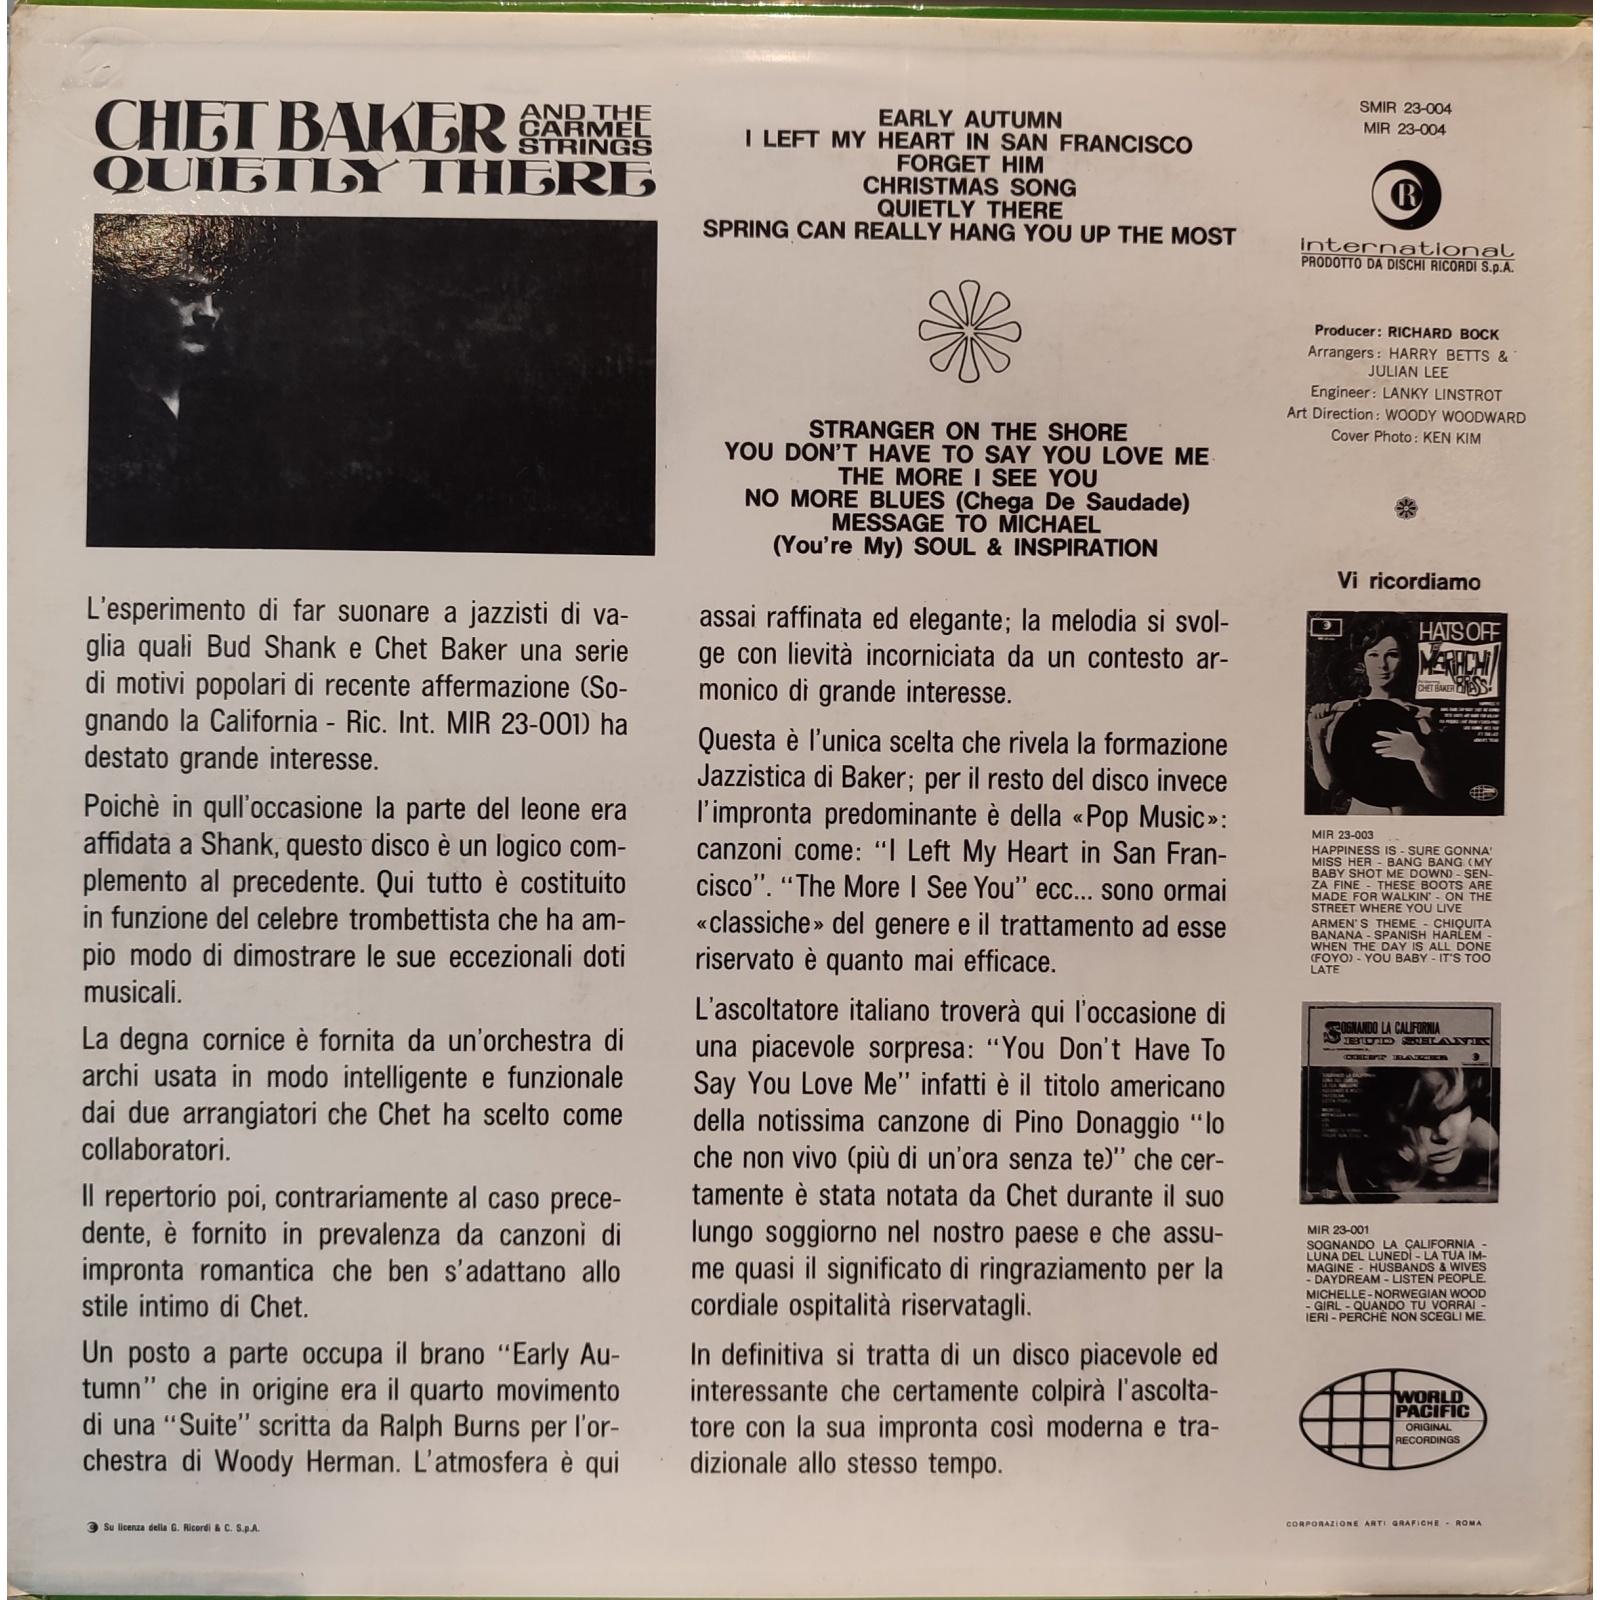 CHET BAKER AND THE
CARMEL
STRINGS
QUIETLY THERE
EARLY AUTUMN
I LEFT MY HEART IN SAN FRANCISCO
FORGET HIM
CHRISTMAS SONG
QUIETLY THERE
SPRING CAN REALLY HANG YOU UP THE MOST
STRANGER ON THE SHORE
YOU DON'T HAVE TO SAY YOU LOVE ME
THE MORE I SEE YOU
NO MORE BLUES (Chega De Saudade)
MESSAGE TO MICHAEL
(You're My) SOUL & INSPIRATION
L'esperimento di far suonare a jazzisti di va-
glia quali Bud Shank e Chet Baker una serie
di motivi popolari di recente affermazione (So-
gnando la California - Ric. Int. MIR 23-001) ha
destato grande interesse.
Poichè in qull'occasione la parte del leone era
affidata a Shank, questo disco è un logico com-
plemento al precedente. Qui tutto è costituito
in funzione del celebre trombettista che ha am-
pio modo di dimostrare le sue eccezionali doti
musicali.
La degna cornice è fornita da un'orchestra di
archi usata in modo intelligente e funzionale
dai due arrangiatori che Chet ha scelto come
collaboratori.
Il repertorio poi, contrariamente al caso prece-
dente, è fornito in prevalenza da canzoni di
impronta romantica che ben s'adattano allo
stile intimo di Chet.
Un posto a parte occupa il brano "Early Au-
tumn" che in origine era il quarto movimento
di una "Suite" scritta da Ralph Burns per l'or-
chestra di Woody Herman. L'atmosfera è qui
assai raffinata ed elegante; la melodia si svol-
ge con lievità incorniciata da un contesto ar-
monico di grande interesse.
Questa è l'unica scelta che rivela la formazione
Jazzistica di Baker; per il resto del disco invece
l'impronta predominante è della «Pop Music»:
canzoni come: "I Left My Heart in San Fran-
cisco". "The More I See You" ecc... sono ormai
«classiche» del genere e il trattamento ad esse
riservato è quanto mai efficace.
L'ascoltatore italiano troverà qui l'occasione di
una piacevole sorpresa: "You Don't Have To
Say You Love Me" infatti è il titolo americano
della notissima canzone di Pino Donaggio "Io
che non vivo (più di un'ora senza te)" che cer-
tamente è stata notata da Chet durante il suo
lungo soggiorno nel nostro paese e che assu-
me quasi il significato di ringraziamento per la
cordiale ospitalità riservatagli.
In definitiva si tratta di un disco piacevole ed
interessante che certamente colpirà l'ascolta-
tore con la sua impronta così moderna e tra-
dizionale allo stesso tempo.
SMIR 23-004
MIR 23-004
R
international
PRODOTTO DA DISCHI RICORDI S.p.A.
Producer: RICHARD BOCK
Arrangers: HARRY BETTS &
JULIAN LEE
Engineer: LANKY LINSTROT
Art Direction: WOODY WOODWARD
Cover Photo: KEN KIM
Vi ricordiamo
HATS OFF
THE
MARIACHI
BRASS!
CHET BAKER
MIR 23-003
HAPPINESS IS - SURE GONNA'
MISS HER - BANG BANG (MY
BABY SHOT ME DOWN) - SEN-
ZA FINE - THESE BOOTS ARE
MADE FOR WALKIN' - ON THE
STREET WHERE YOU LIVE
ARMEN'S THEME - CHIQUITA
BANANA - SPANISH HARLEM -
WHEN THE DAY IS ALL DONE
(FOYO) - YOU BABY - IT'S TOO
LATE
SOGNANDO LA CALIFORNIA
BUD SHANK
CHET BAKER
MIR 23-001
SOGNANDO LA CALIFORNIA -
LUNA DEL LUNEDÌ - LA TUA IM-
MAGINE - HUSBANDS & WIVES
- DAYDREAM - LISTEN PEOPLE.
MICHELLE - NORWEGIAN WOOD
- GIRL - QUANDO TU VORRAI -
IERI - PERCHÈ NON SCEGLI ME.
WORLD
PACIFIC
ORIGINAL
RECORDINGS
Su licenza della G. Ricordi & C. S.p.A.
CORPORAZIONE ARTI GRAFICHE - ROMA